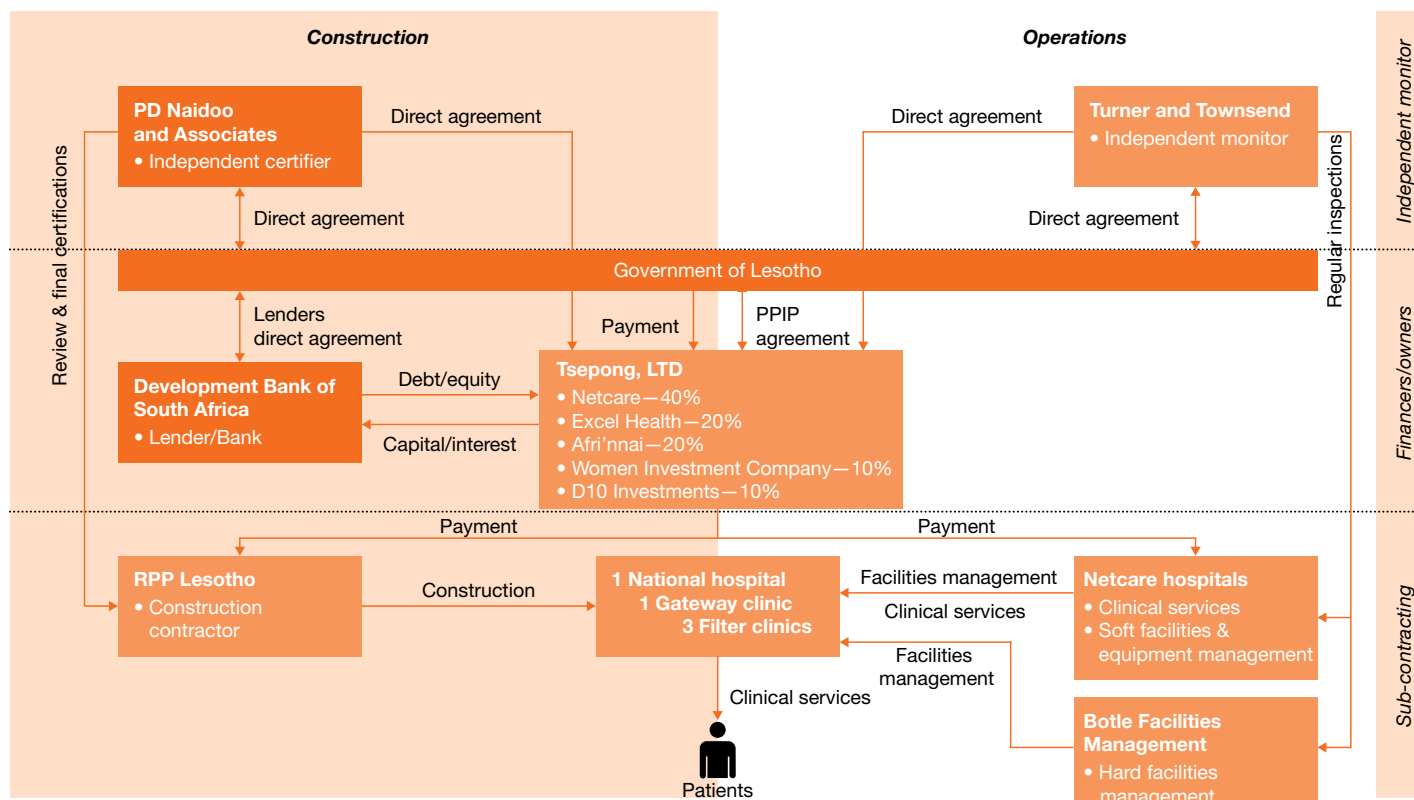 Construction
Operations
Independent monitor
PD Naidoo
and Associates
• Independent certifier
Direct agreement
Direct agreement
Turner and Townsend
• Independent monitor
Review & final certifications
Direct agreement
Direct agreement
Regular inspections
Government of Lesotho
Lenders
direct agreement
Payment
PPIP
agreement
Financers/owners
Development Bank of
South Africa
• Lender/Bank
Debt/equity
Capital/interest
Tsepong, LTD
• Netcare—40%
• Excel Health—20%
• Afri’nnai—20%
• Women Investment Company—10%
• D10 Investments—10%
Payment
Payment
RPP Lesotho
• Construction
contractor
Construction
1 National hospital
1 Gateway clinic
3 Filter clinics
Facilities management
Clinical services
Netcare hospitals
• Clinical services
• Soft facilities &
equipment management
Facilities
management
Sub-contracting
Clinical services
Botle Facilities
Management
• Hard facilities
management
Patients